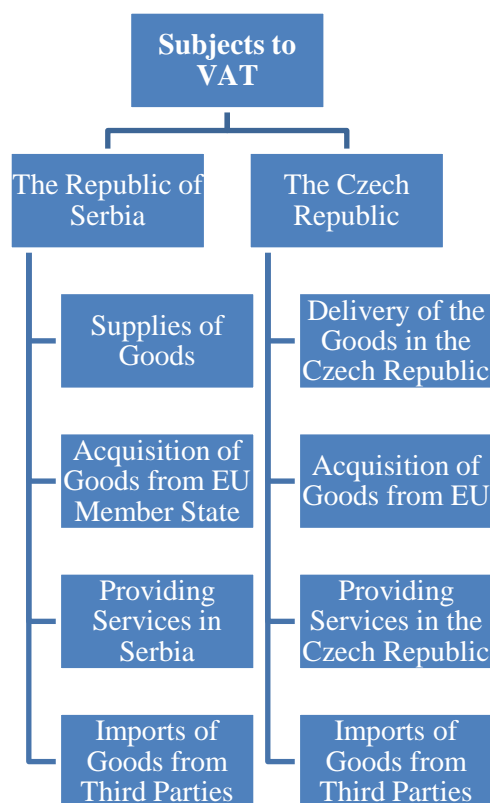 Subjects to
VAT
The Republic of
Serbia
The Czech
Republic
Supplies of
Goods
Delivery of the
Goods in the
Czech Republic
Acquisition of
Goods from EU
Member State
Acquisition of
Goods from EU
Providing
Services in
Serbia
Providing
Services in the
Czech Republic
Imports of
Goods from
Third Parties
Imports of
Goods from
Third Parties